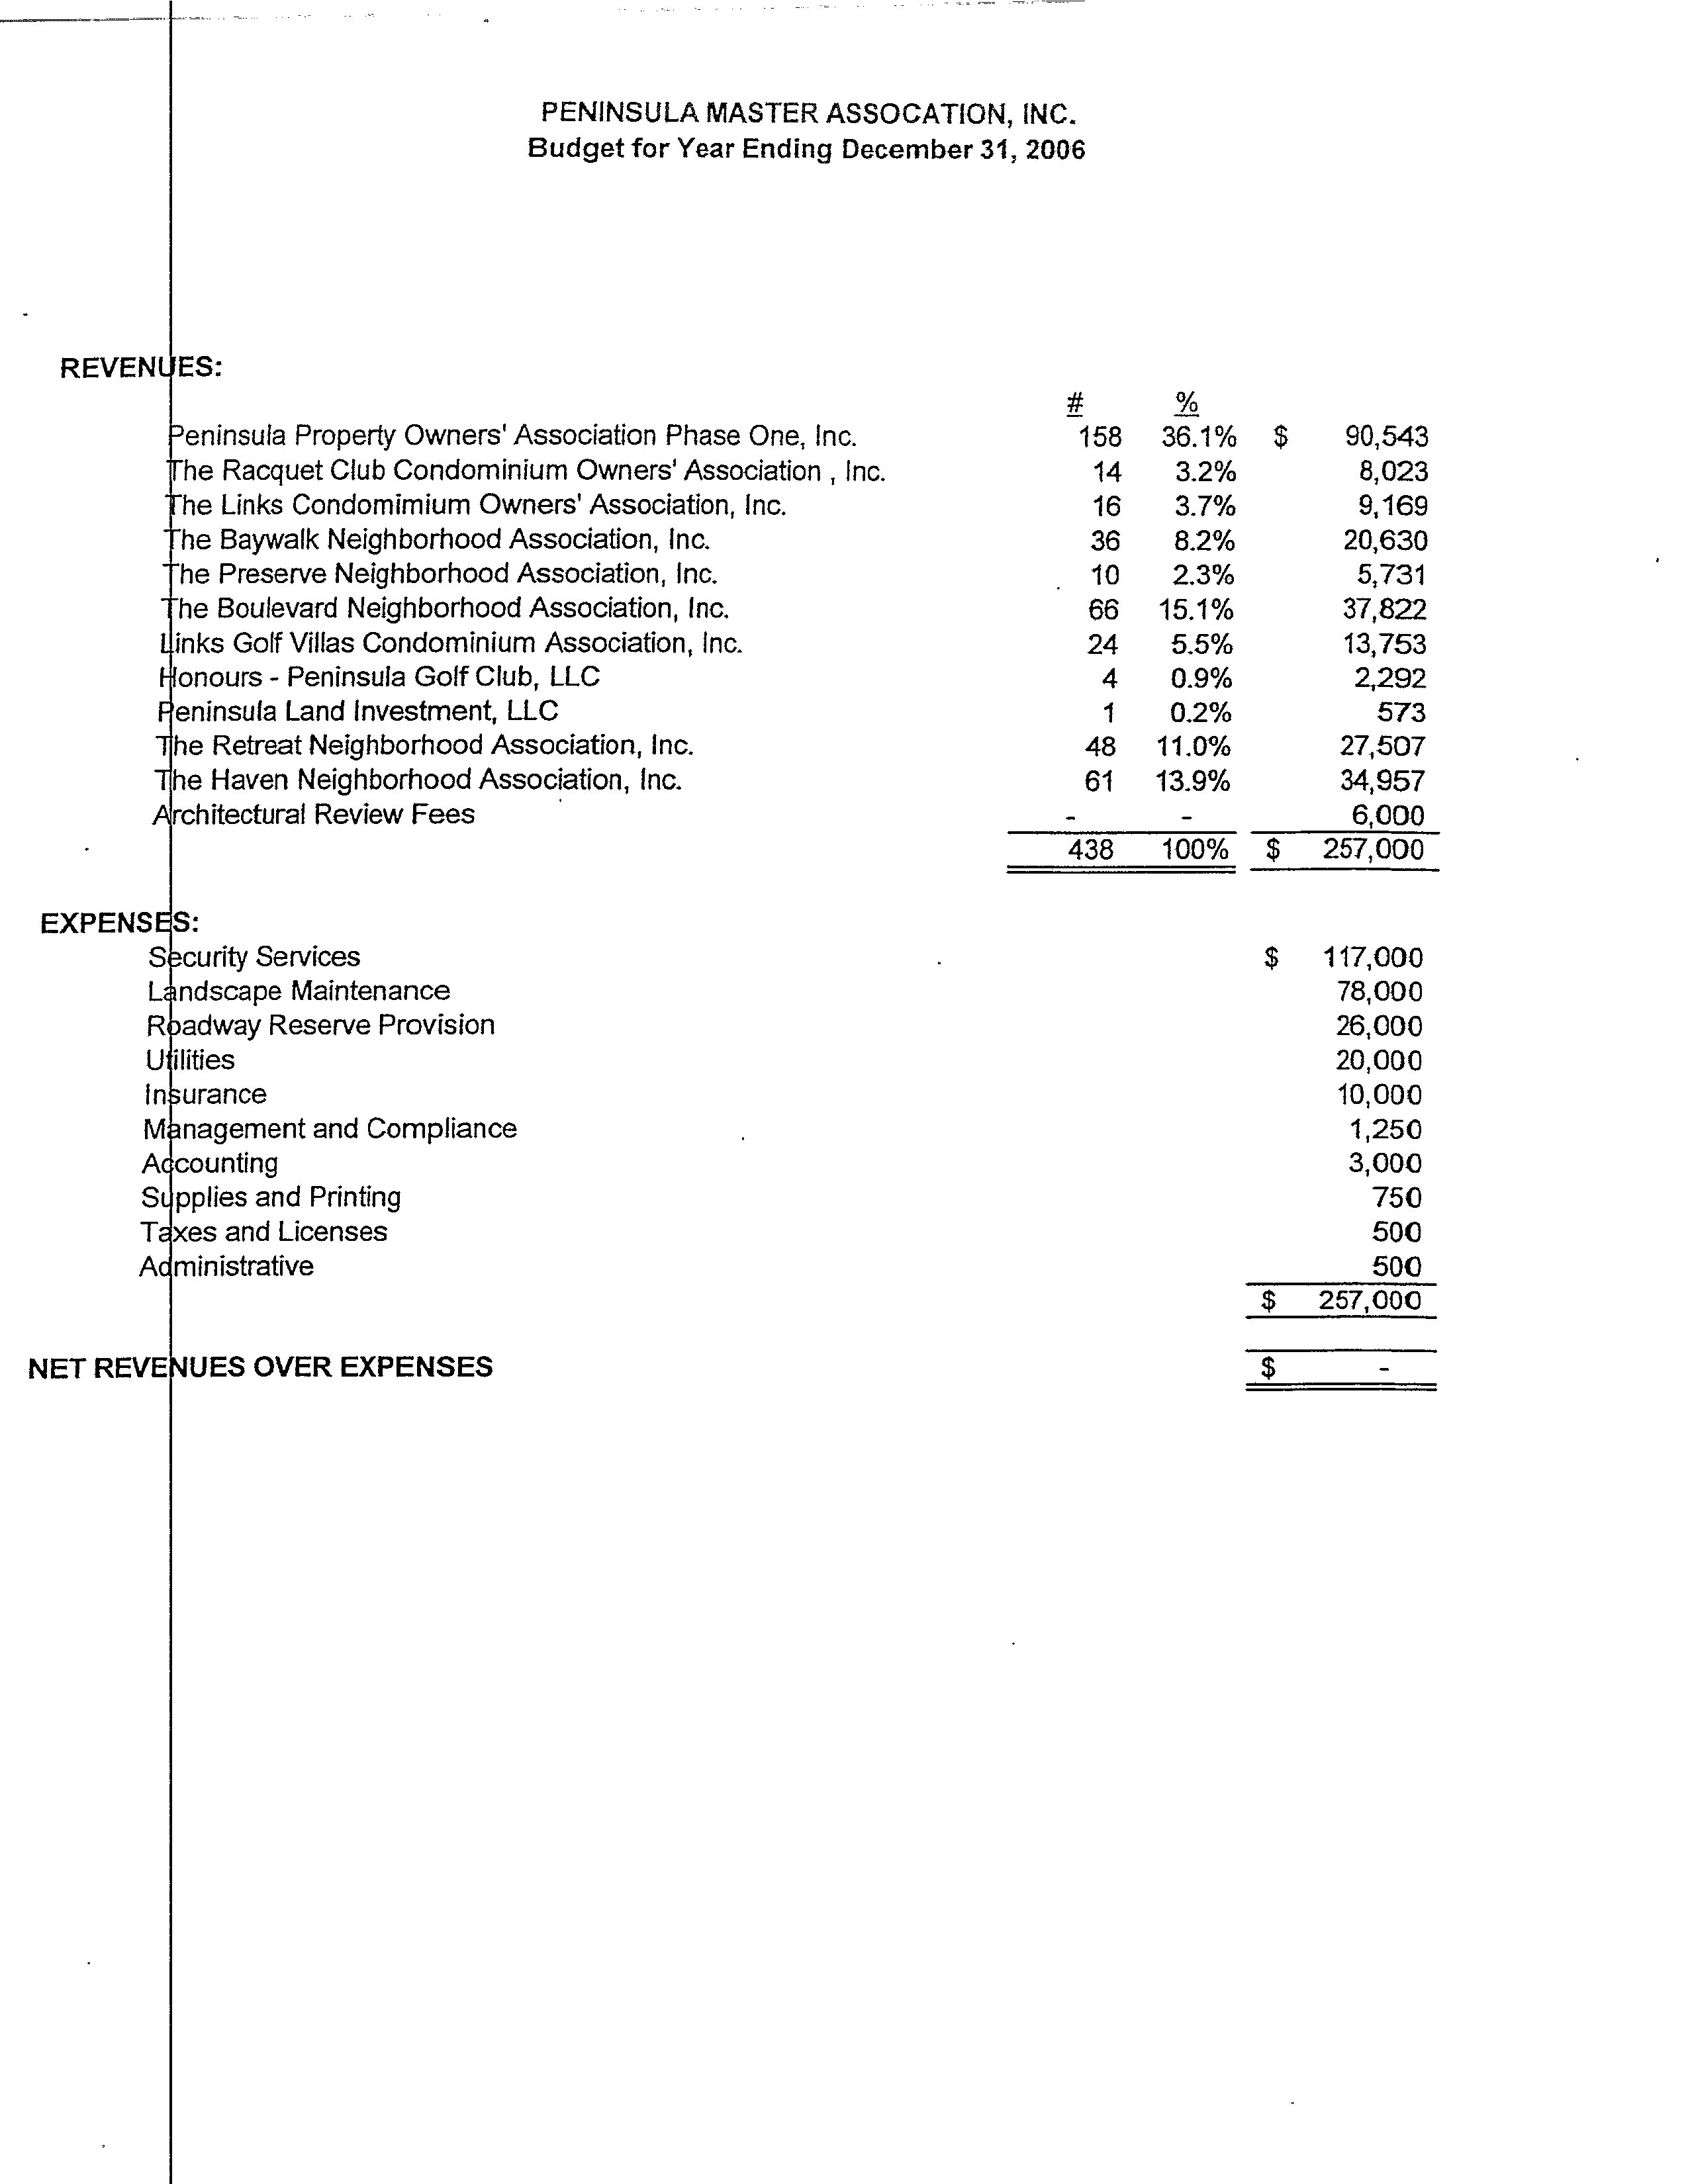 PENINSULA MASTER ASSOCATION, INC.
Budget for Year Ending December 31, 2006
REVENUES:
# %
Peninsula Property Owners' Association Phase One, Inc. 158 36.1% $ 90,543
The Racquet Club Condominium Owners' Association , Inc. 14 3.2% 8,023
The Links Condomimium Owners' Association, Inc. 16 3.7% 9,169
The Baywalk Neighborhood Association, Inc. 36 8.2% 20,630
The Preserve Neighborhood Association, Inc. 10 2.3% 5,731
The Boulevard Neighborhood Association, Inc. 66 15.1% 37,822
Links Golf Villas Condominium Association, Inc. 24 5.5% 13,753
Honours - Peninsula Golf Club, LLC 4 0.9% 2,292
Peninsula Land Investment, LLC 1 0.2% 573
The Retreat Neighborhood Association, Inc. 48 11.0% 27,507
The Haven Neighborhood Association, Inc. 61 13.9% 34,957
Architectural Review Fees - - 6,000
438 100% $ 257,000
EXPENSES:
Security Services $ 117,000
Landscape Maintenance 78,000
Roadway Reserve Provision 26,000
Utilities 20,000
Insurance 10,000
Management and Compliance 1,250
Accounting 3,000
Supplies and Printing 750
Taxes and Licenses 500
Administrative 500
$ 257,000
NET REVENUES OVER EXPENSES $ -